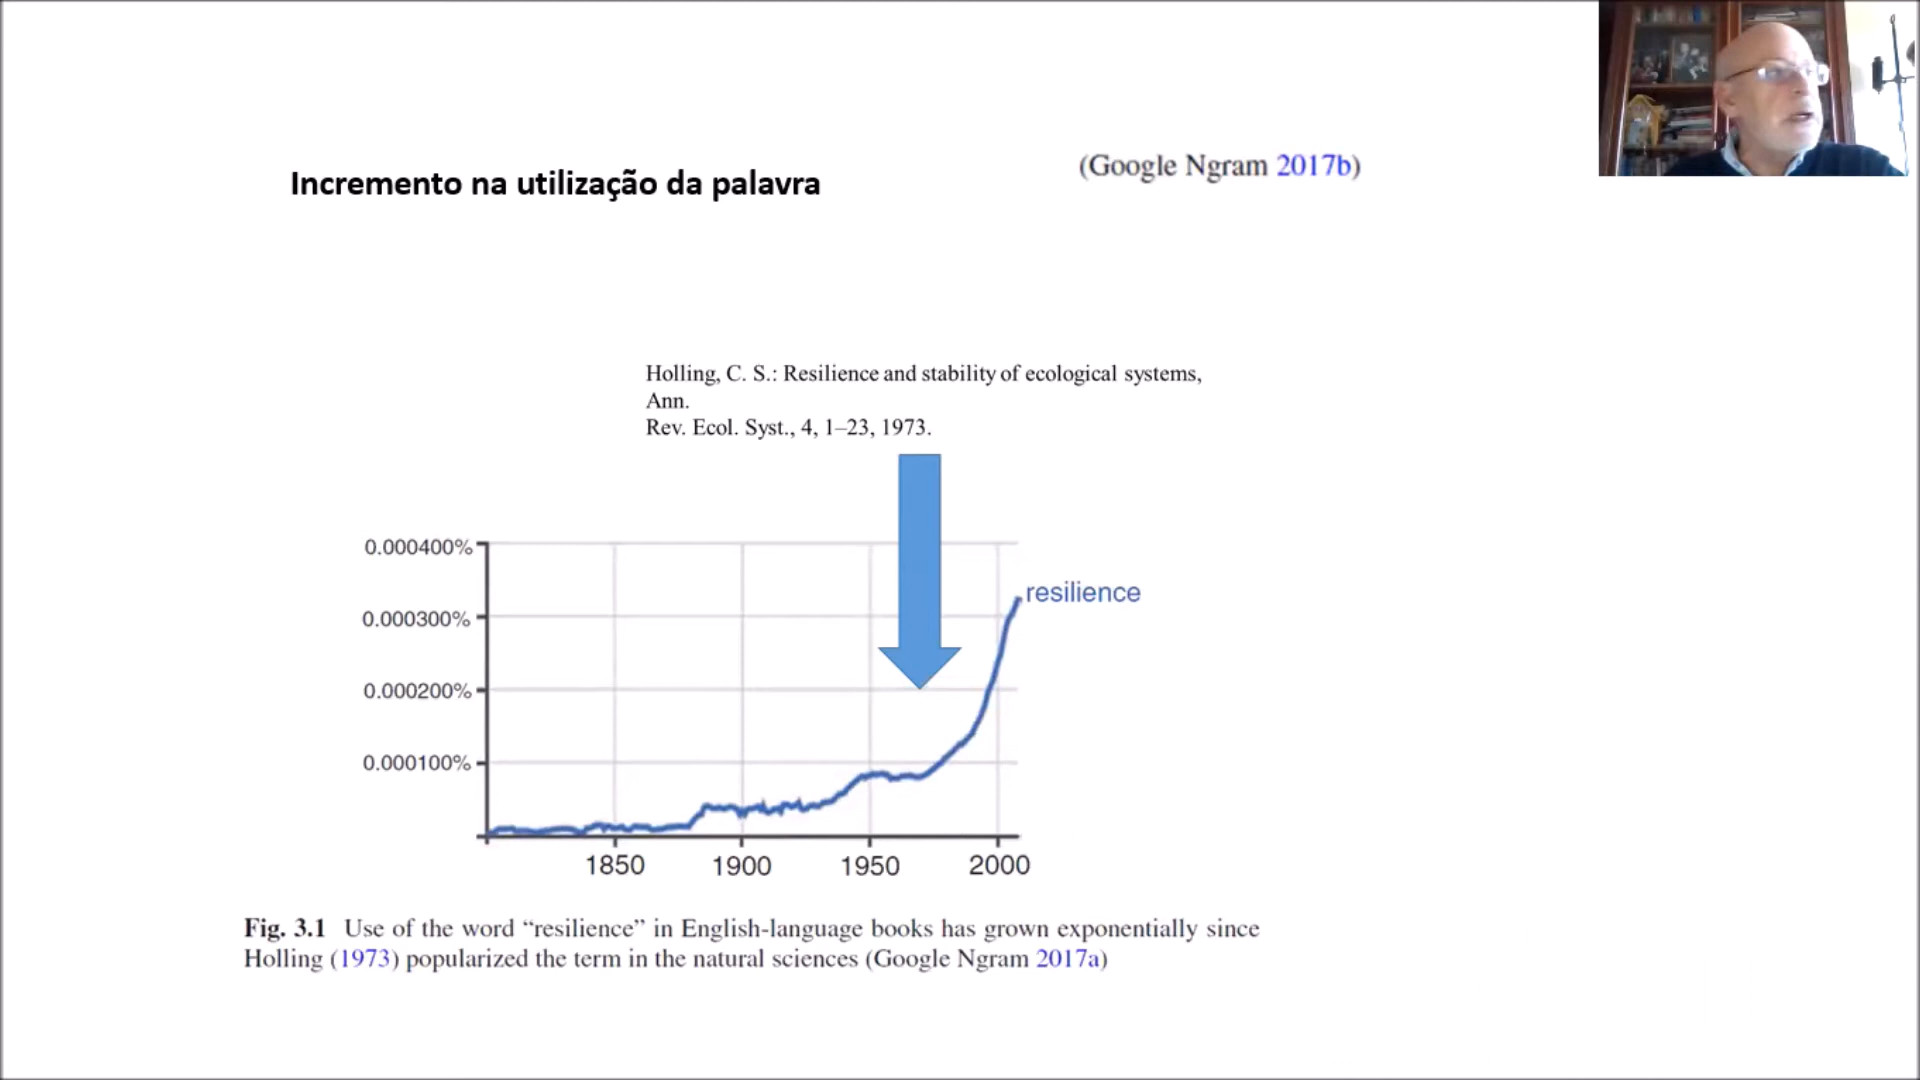 Incremento na utilização da palavra
(Google Ngram 2017b)
Holling, C. S.: Resilience and stability of ecological systems,
Ann.
Rev. Ecol. Syst., 4, 1–23, 1973.
0.000400%
0.000300%
0.000200%
0.000100%
resilience
1850
1900
1950
2000
Fig. 3.1 Use of the word “resilience” in English-language books has grown exponentially since
Holling (1973) popularized the term in the natural sciences (Google Ngram 2017a)